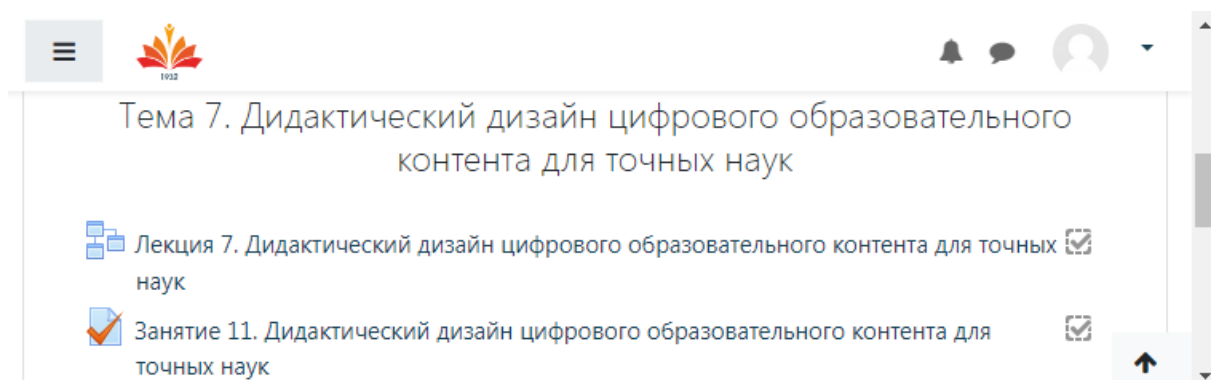 1932
Тема 7. Дидактический дизайн цифрового образовательного
контента для точных наук
Лекция 7. Дидактический дизайн цифрового образовательного контента для точных
наук
Занятие 11. Дидактический дизайн цифрового образовательного контента для
точных наук